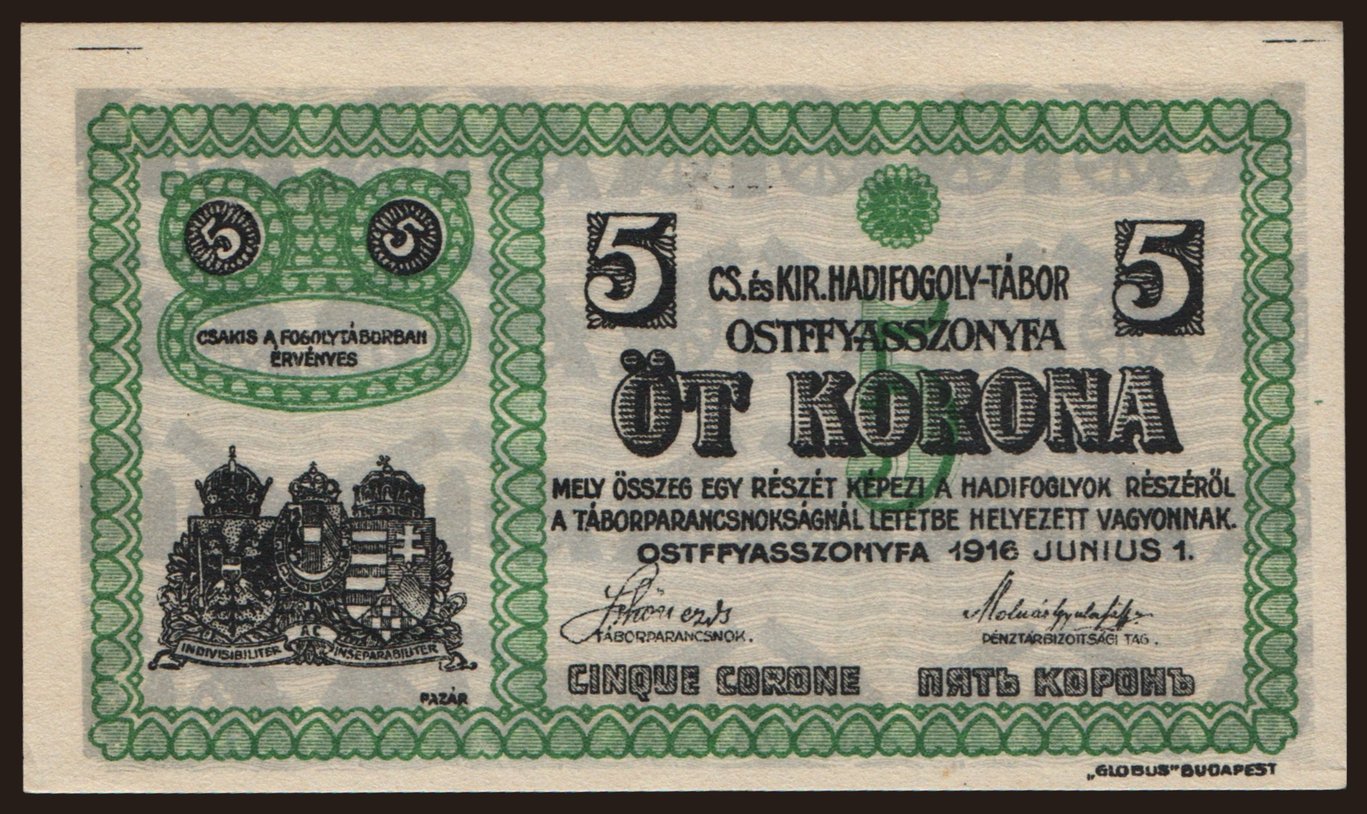 5 5
CSAKIS A FOGOLYTÁBORBAN
ÉRVÉNYES
INDIVISIBILITER AC INSEPARABILITER
PAZÁR
5 5
CS. és KIR. HADIFOGOLY-TÁBOR
OSTFFYASSZONYFA
5
ÖT KORONA
MELY ÖSSZEG EGY RÉSZÉT KÉPEZI A HADIFOGLYOK RÉSZÉRŐL
A TÁBORPARANCSNOKSÁGNÁL LETÉTBE HELYEZETT VAGYONNAK.
OSTFFYASSZONYFA 1916 JUNIUS 1.
TÁBORPARANCSNOK. PÉNZTÁRBIZOTTSÁGI TAG.
CINQUE CORONE ПЯТЬ КОРОНЪ
„GLOBUS” BUDAPEST